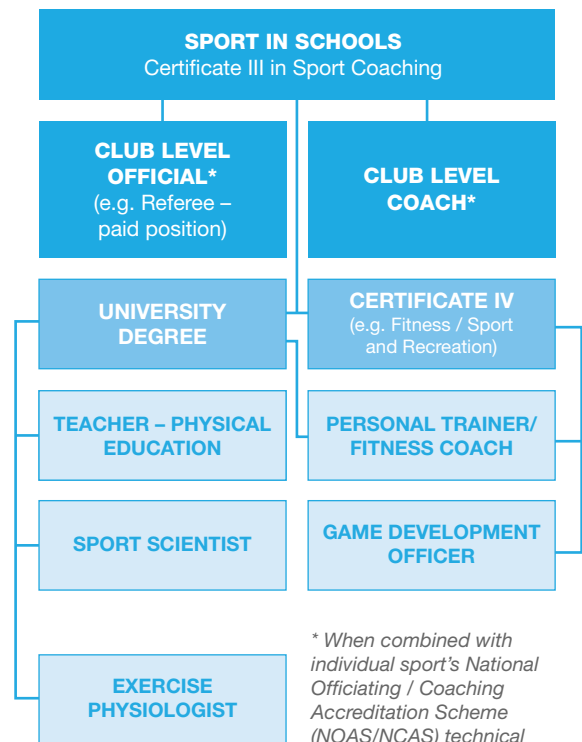 SPORT IN SCHOOLS
Certificate III in Sport Coaching
CLUB LEVEL
OFFICIAL*
(e.g. Referee –
paid position)
CLUB LEVEL
COACH*
UNIVERSITY
DEGREE
CERTIFICATE IV
(e.g. Fitness / Sport
and Recreation)
TEACHER – PHYSICAL
EDUCATION
PERSONAL TRAINER/
FITNESS COACH
SPORT SCIENTIST
GAME DEVELOPMENT
OFFICER
EXERCISE
PHYSIOLOGIST
* When combined with
individual sport's National
Officiating / Coaching
Accreditation Scheme
(NOAS/NCAS) technical